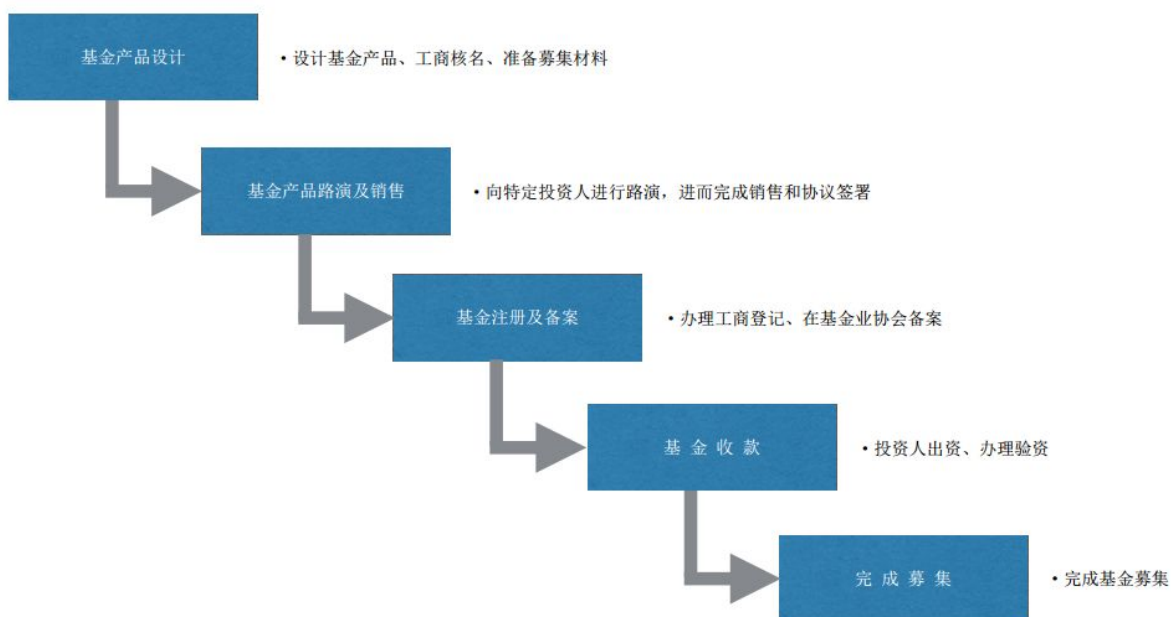 基金产品设计
•设计基金产品、工商核名、准备募集材料
基金产品路演及销售
•向特定投资人进行路演，进而完成销售和协议签署
基金注册及备案
•办理工商登记、在基金业协会备案
基金收款
•投资人出资、办理验资
完成募集
•完成基金募集